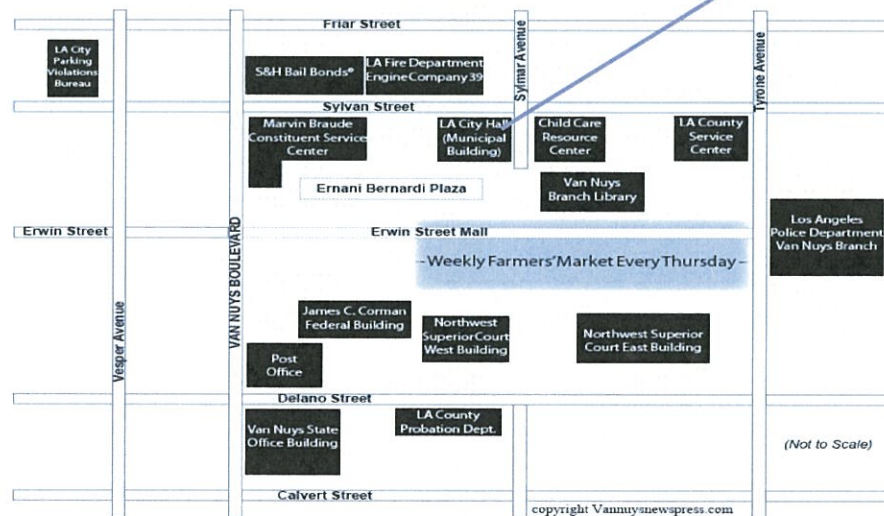 Friar Street
LA City
Parking
Violations
Bureau
S&H Bail Bonds®
LA Fire Department
Engine Company 39
Sylmar Avenue
Tyrone Avenue
Sylvan Street
Marvin Braude
Constituent Service
Center
LA City Hall
(Municipal
Building)
Child Care
Resource
Center
LA County
Service
Center
Ernani Bernardi Plaza
Van Nuys
Branch Library
Los Angeles
Police Department
Van Nuys Branch
Erwin Street
Erwin Street Mall
VAN NUYS BOULEVARD
-Weekly Farmers' Market Every Thursday-
Vesper Avenue
James C. Corman
Federal Building
Northwest
Superior Court
West Building
Northwest Superior
Court East Building
Post
Office
Delano Street
Van Nuys State
Office Building
LA County
Probation Dept.
(Not to Scale)
Calvert Street
copyright Vannuysnewspress.com